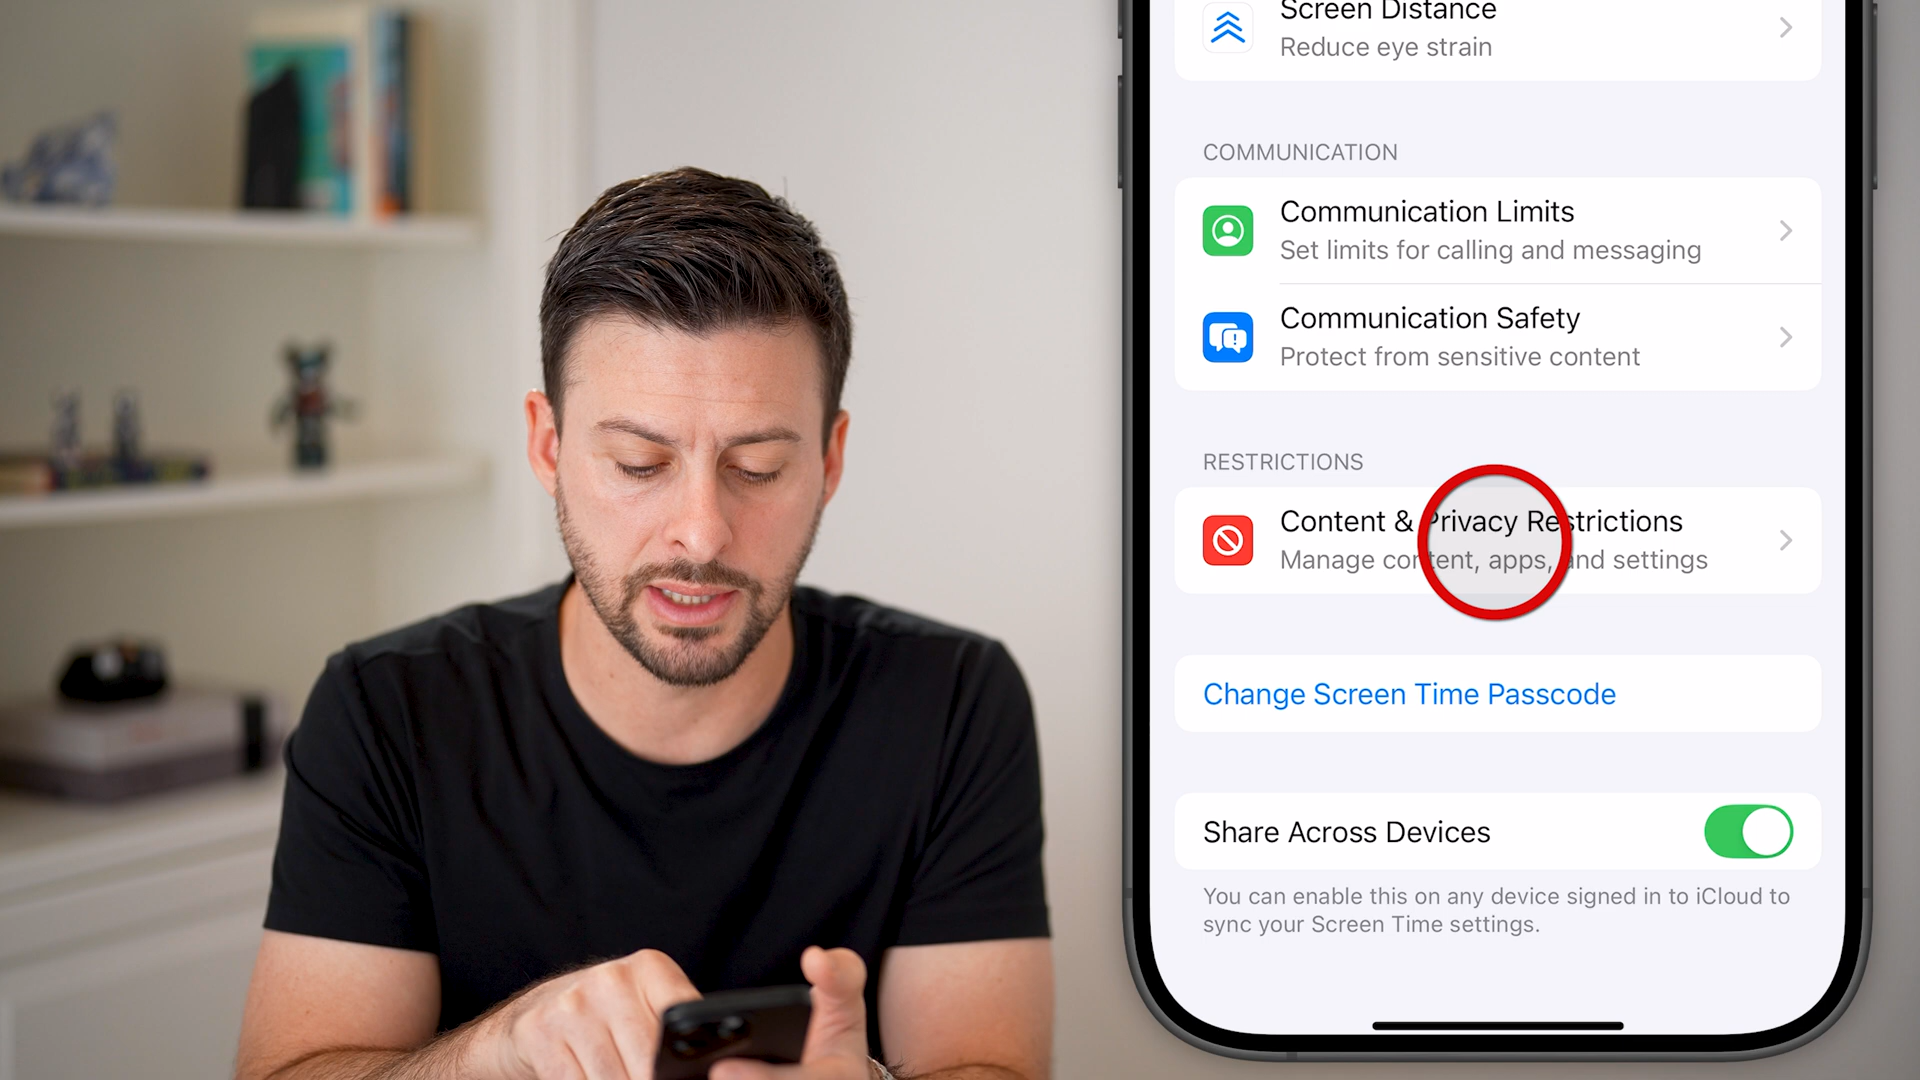 Screen Distance
Reduce eye strain
COMMUNICATION
Communication Limits
Set limits for calling and messaging
Communication Safety
Protect from sensitive content
RESTRICTIONS
Content & Privacy Restrictions
Manage content, apps, and settings
Change Screen Time Passcode
Share Across Devices
You can enable this on any device signed in to iCloud to
sync your Screen Time settings.